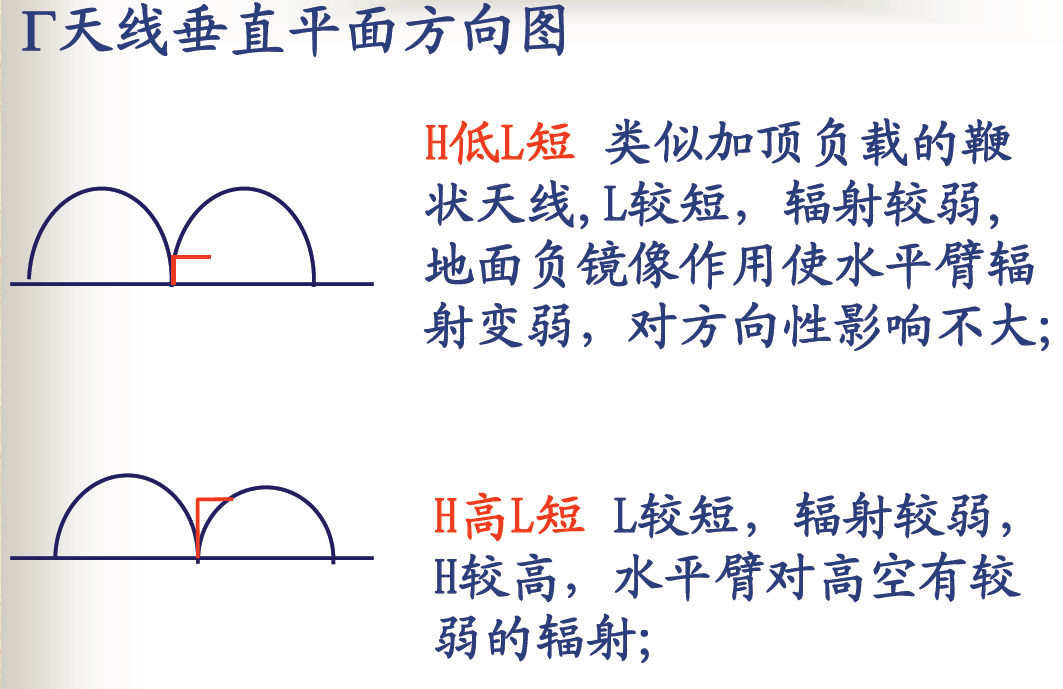 Γ天线垂直平面方向图
H低L短 类似加顶负载的鞭
状天线,L较短，辐射较弱,
地面负镜像作用使水平臂辐
射变弱，对方向性影响不大;
H高L短 L较短，辐射较弱，
H较高，水平臂对高空有较
弱的辐射;